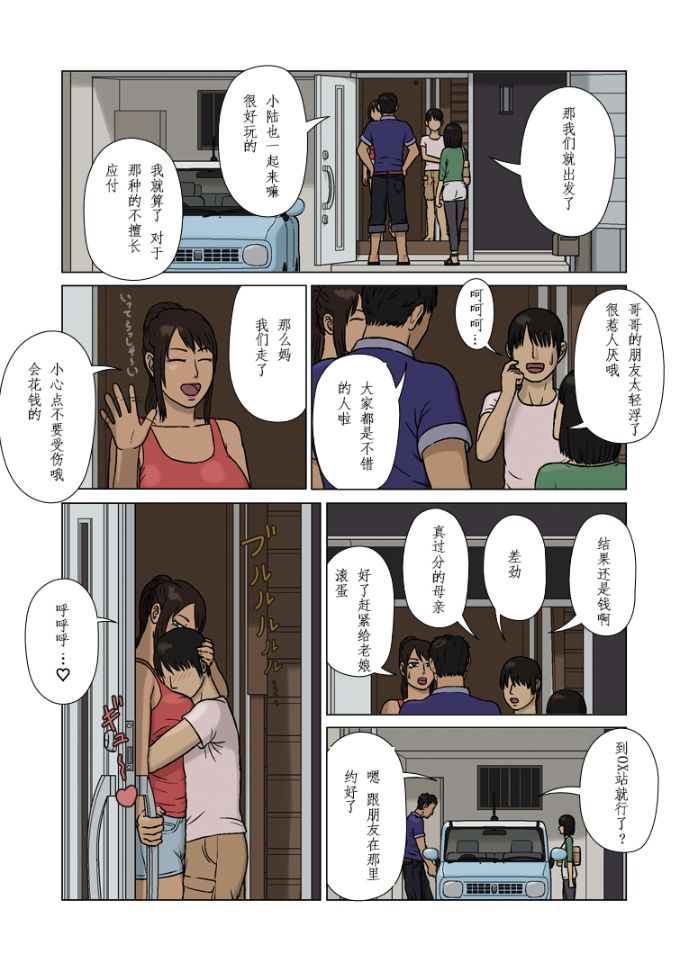 那我们就出发了
小陆也一起来嘛
很好玩的
我就算了 对于
那种的不擅长
应付
哥哥的朋友太轻浮了
很惹人厌哦
呵呵呵…
大家都是不错
的人啦
那么妈
我们走了
いってらっしゃ～い
小心点不要受伤哦
会花钱的
结果还是钱啊
差劲
真过分的母亲
好了赶紧给老娘
滚蛋
ブルルルルル
呼呼呼…♡
ギュ～
到OX站就行了？
嗯 跟朋友在那里
约好了